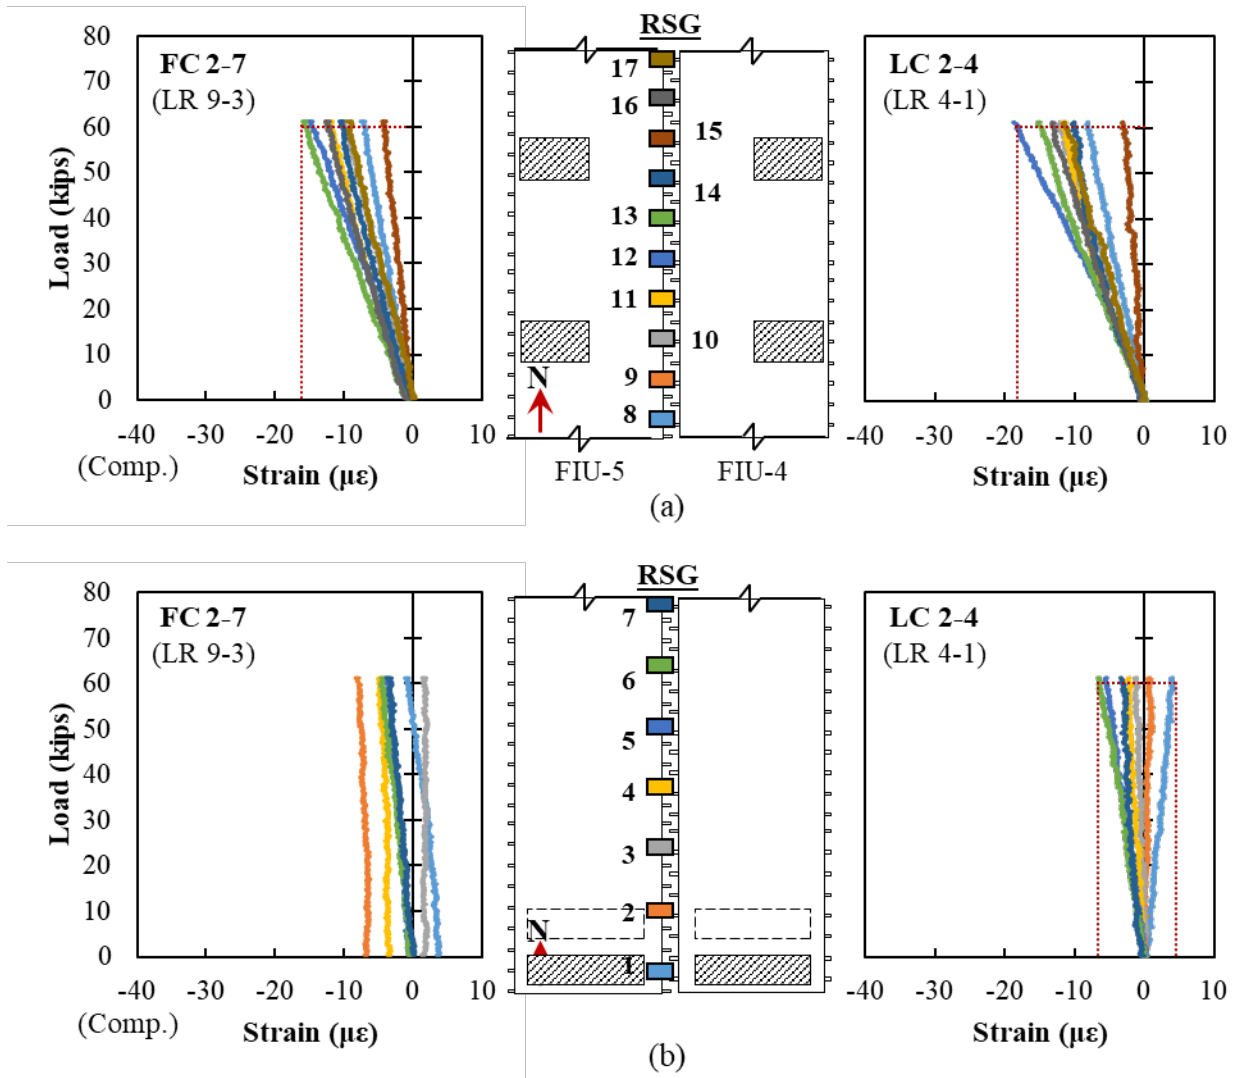 RSG
80
70
60
50
40
30
20
10
0
Load (kips)
FC 2-7
(LR 9-3)
-40
-30
-20
-10
0
10
(Comp.)
Strain (με)
17
16
15
14
13
12
11
10
9
8
N
FIU-5
FIU-4
LC 2-4
(LR 4-1)
-40
-30
-20
-10
0
10
Strain (με)
(a)
RSG
80
70
60
50
40
30
20
10
0
Load (kips)
FC 2-7
(LR 9-3)
-40
-30
-20
-10
0
10
(Comp.)
Strain (με)
7
6
5
4
3
2
N
1
LC 2-4
(LR 4-1)
-40
-30
-20
-10
0
10
Strain (με)
(b)